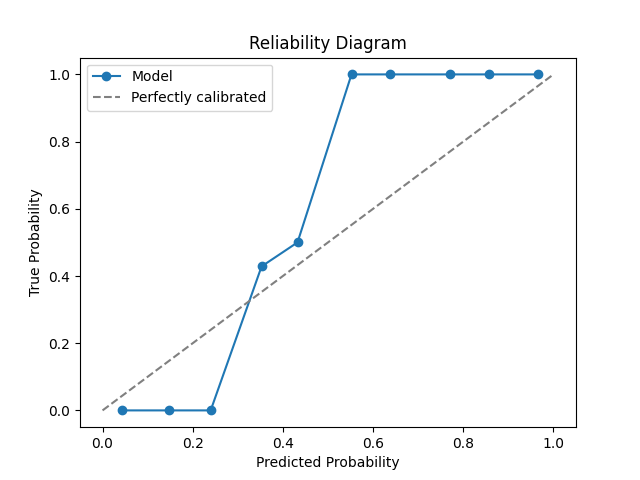 Reliability Diagram
Model
Perfectly calibrated
True Probability
1.0
0.8
0.6
0.4
0.2
0.0
0.0 0.2 0.4 0.6 0.8 1.0
Predicted Probability